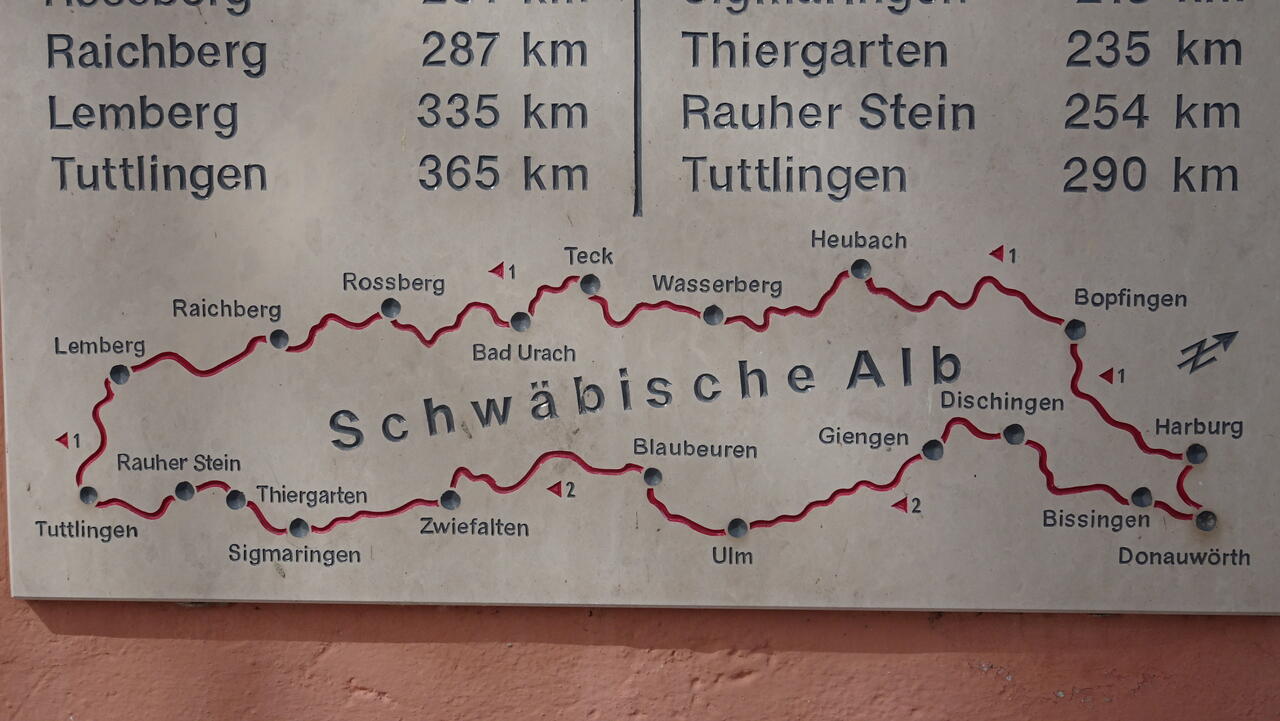 Rossberg
Sigmaringen
Raichberg 287 km
Thiergarten 235 km
Lemberg 335 km
Rauher Stein 254 km
Tuttlingen 365 km
Tuttlingen 290 km
Heubach
1
Teck
1
Rossberg
Wasserberg
Bopfingen
Raichberg
Lemberg
Bad Urach
N
Schwäbische Alb
1
Dischingen
1
Harburg
Giengen
Blaubeuren
Rauher Stein
2
Thiergarten
2
Tuttlingen
Sigmaringen
Zwiefalten
Ulm
Bissingen
Donauwörth